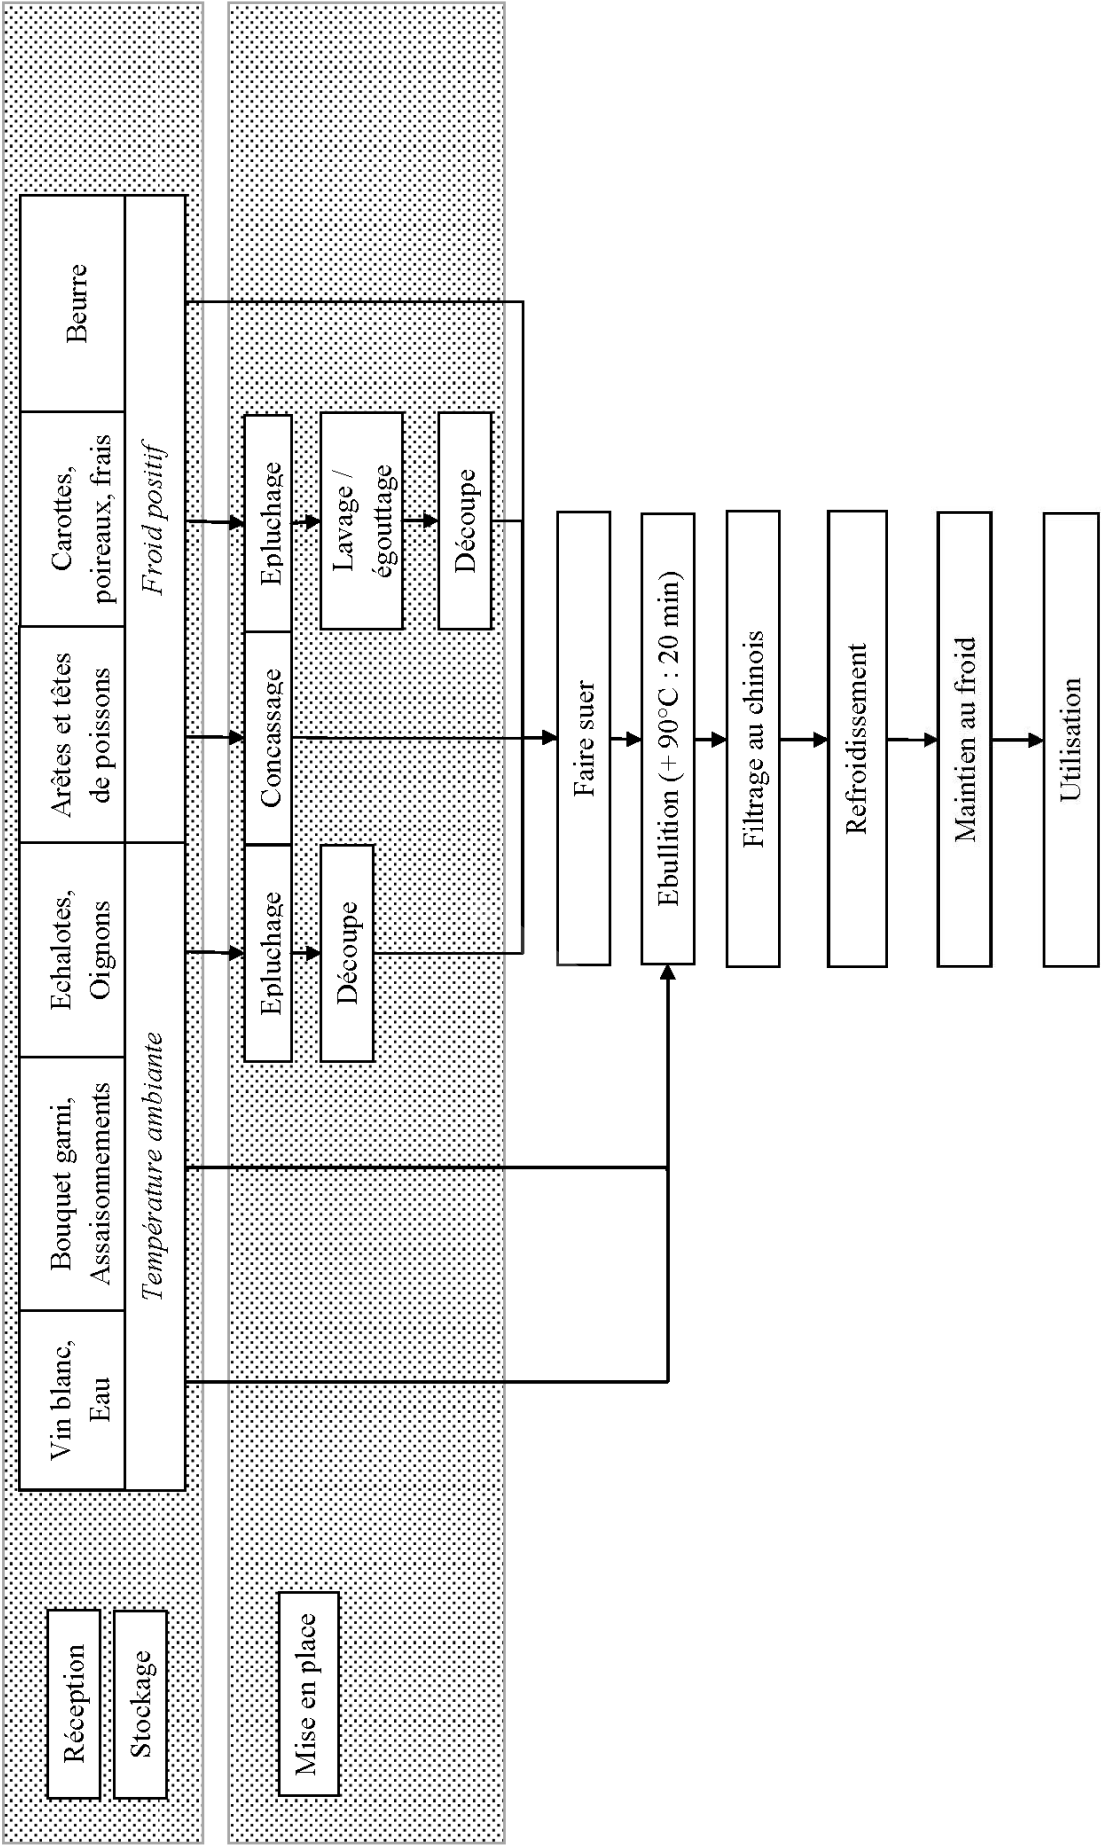 Réception
Stockage
Vin blanc,
Eau
Bouquet garni,
Assaisonnements
Echalotes,
Oignons
Arêtes et têtes
de poissons
Carottes,
poireaux, frais
Beurre
Température ambiante
Froid positif
Mise en place
Epluchage
Concassage
Epluchage
Découpe
Lavage /
égouttage
Découpe
Faire suer
Ebullition (+ 90°C : 20 min)
Filtrage au chinois
Refroidissement
Maintien au froid
Utilisation